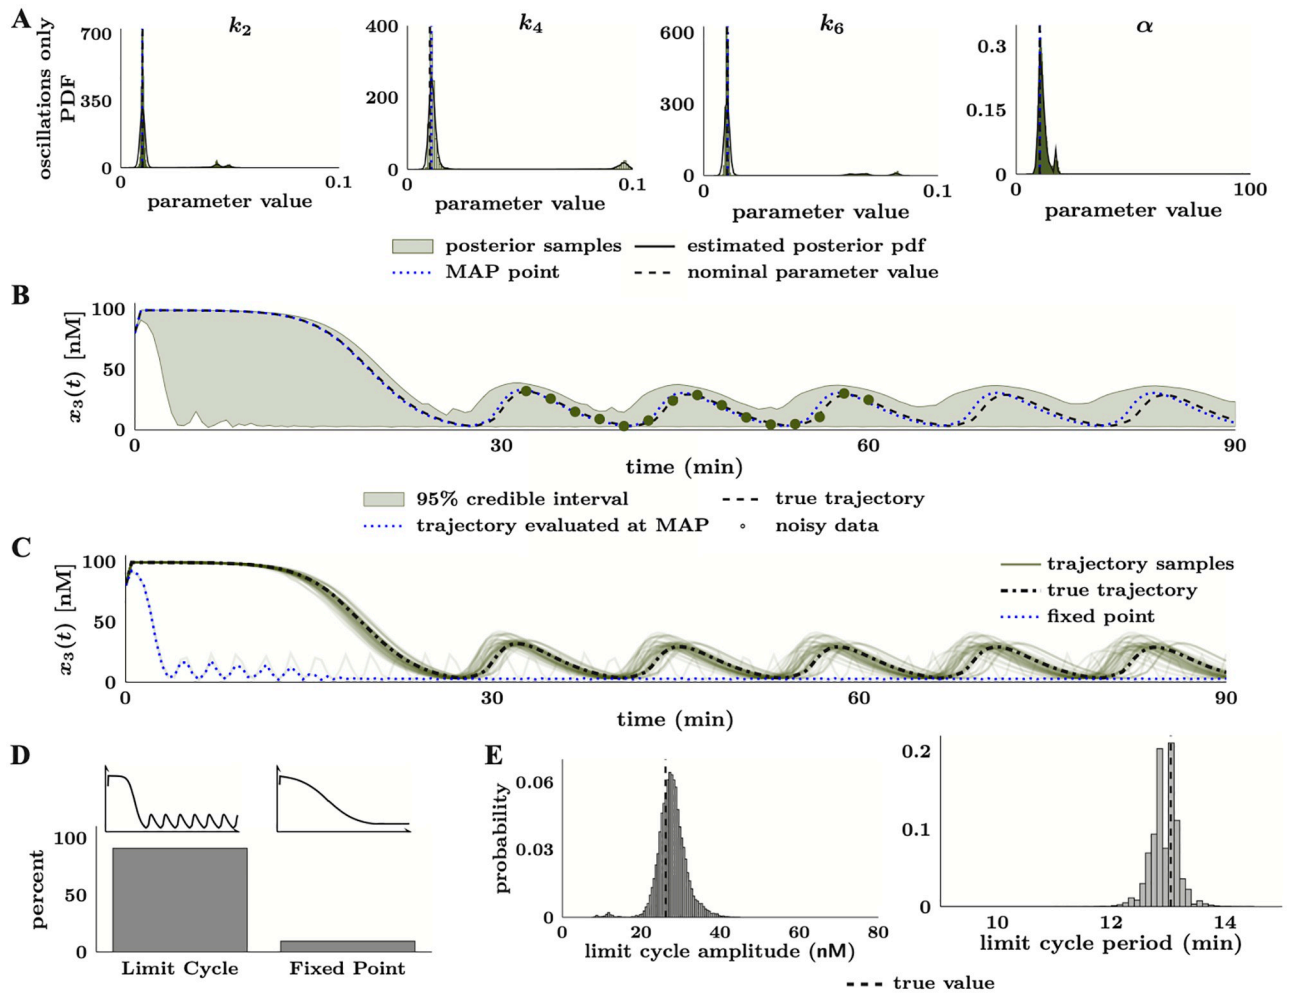 A
oscillations only
PDF
k₂
k₄
k₆
α
700
350
0
0
0.1
parameter value
400
200
0
0
0.1
parameter value
600
300
0
0
0.1
parameter value
0.3
0.15
0
0
100
parameter value
posterior samples
estimated posterior pdf
MAP point
nominal parameter value
B
x₃(t) [nM]
100
50
0
0
30
60
90
time (min)
95% credible interval
true trajectory
trajectory evaluated at MAP
noisy data
C
x₃(t) [nM]
100
50
0
trajectory samples
true trajectory
fixed point
0
30
60
90
time (min)
D
percent
100
50
0
Limit Cycle
Fixed Point
E
probability
0.06
0.03
0
0
20
40
60
80
limit cycle amplitude (nM)
0.2
0.1
0
10
12
14
limit cycle period (min)
true value